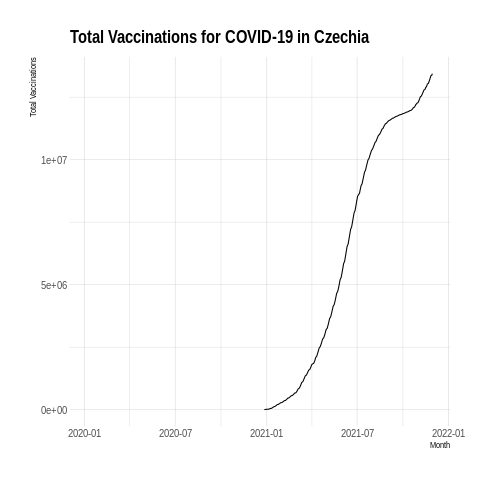 Total Vaccinations for COVID-19 in Czechia
Total Vaccinations
1e+07
5e+06
0e+00
2020-01 2020-07 2021-01 2021-07 2022-01
Month